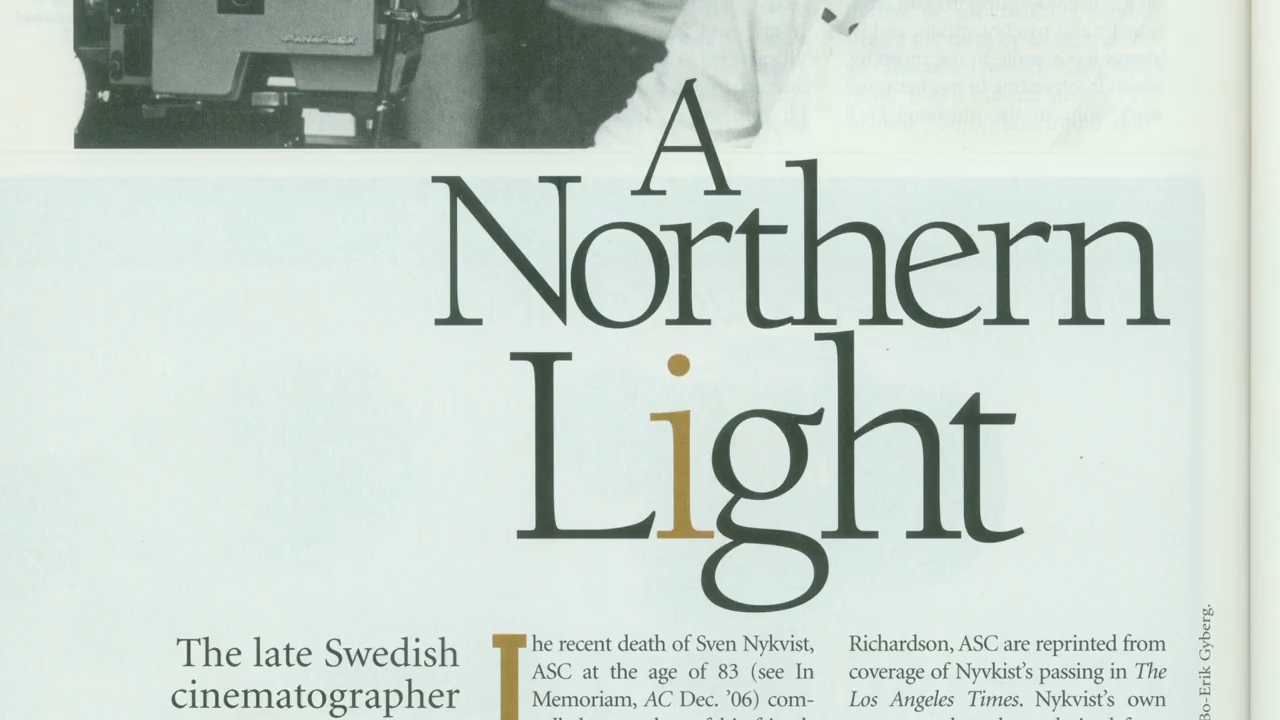 PANAFLEX
A
Northern
Light
The late Swedish
cinematographer
The recent death of Sven Nykvist,
ASC at the age of 83 (see In
Memoriam, AC Dec. '06) com-
Richardson, ASC are reprinted from
coverage of Nyvkist's passing in The
Los Angeles Times. Nykvist's own
Bo-Erik Gyberg.